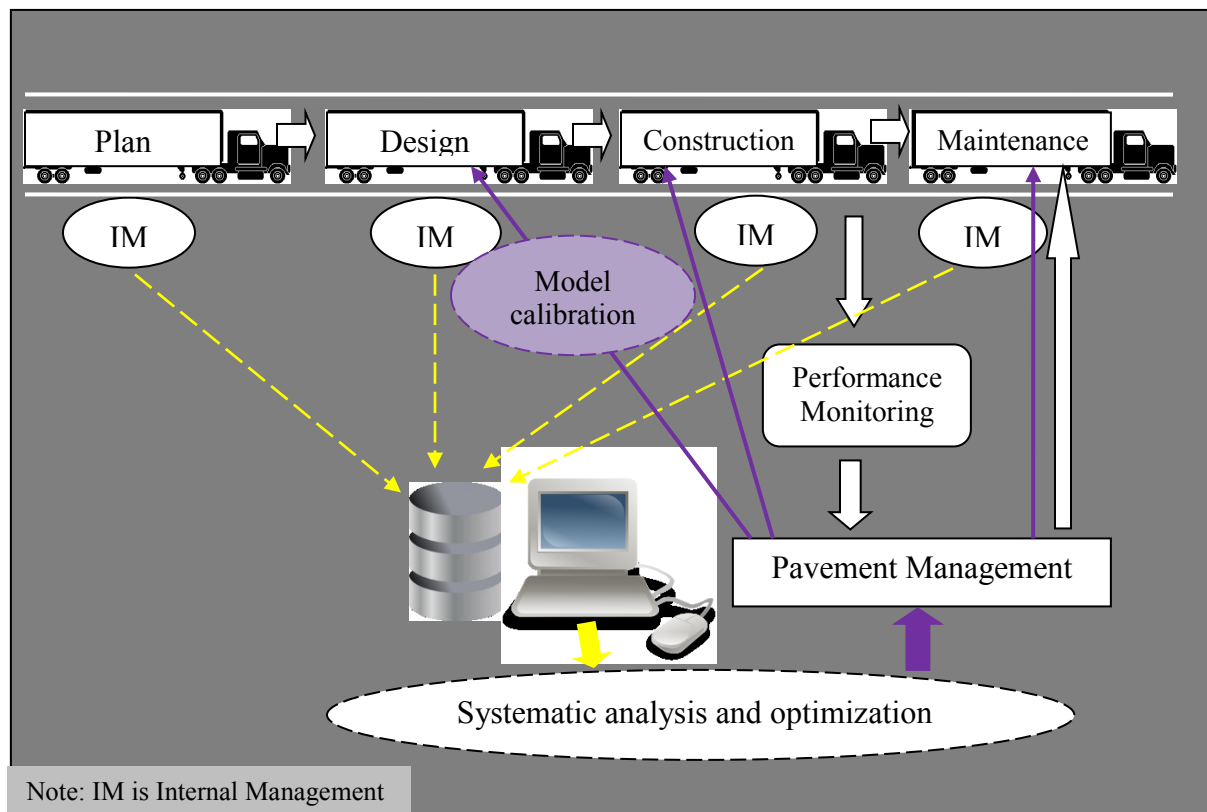 Plan
Design
Construction
Maintenance
IM
IM
IM
IM
Model
calibration
Performance
Monitoring
Pavement Management
Systematic analysis and optimization
Note: IM is Internal Management